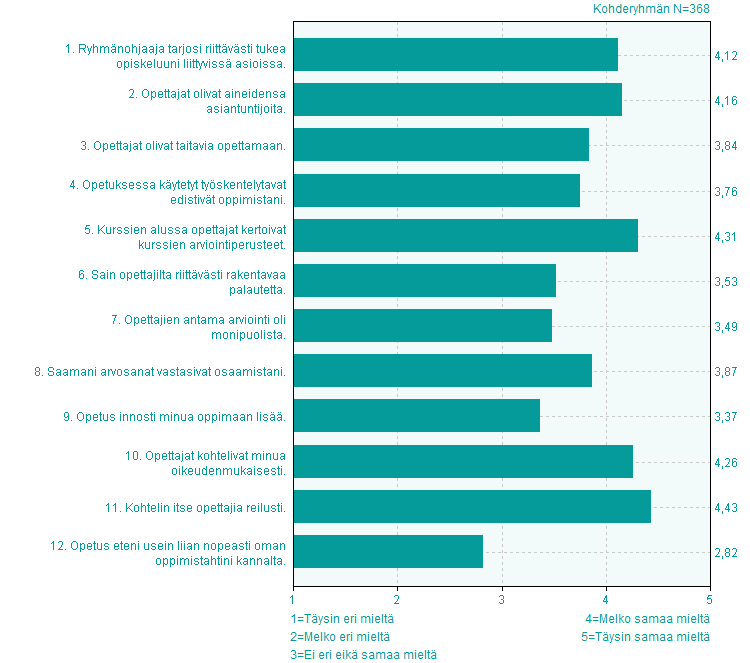 Kohderyhmän N=368
1. Ryhmänohjaaja tarjosi riittävästi tukea
opiskeluuni liittyvissä asioissa.
4,12
2. Opettajat olivat aineidensa
asiantuntijoita.
4,16
3. Opettajat olivat taitavia opettamaan.
3,84
4. Opetuksessa käytetyt työskentelytavat
edistivät oppimistani.
3,76
5. Kurssien alussa opettajat kertoivat
kurssien arviointiperusteet.
4,31
6. Sain opettajilta riittävästi rakentavaa
palautetta.
3,53
7. Opettajien antama arviointi oli
monipuolista.
3,49
8. Saamani arvosanat vastasivat osaamistani.
3,87
9. Opetus innosti minua oppimaan lisää.
3,37
10. Opettajat kohtelivat minua
oikeudenmukaisesti.
4,26
11. Kohtelin itse opettajia reilusti.
4,43
12. Opetus eteni usein liian nopeasti oman
oppimistahtini kannalta.
2,82
1 2 3 4 5
1=Täysin eri mieltä
2=Melko eri mieltä
3=Ei eri eikä samaa mieltä
4=Melko samaa mieltä
5=Täysin samaa mieltä